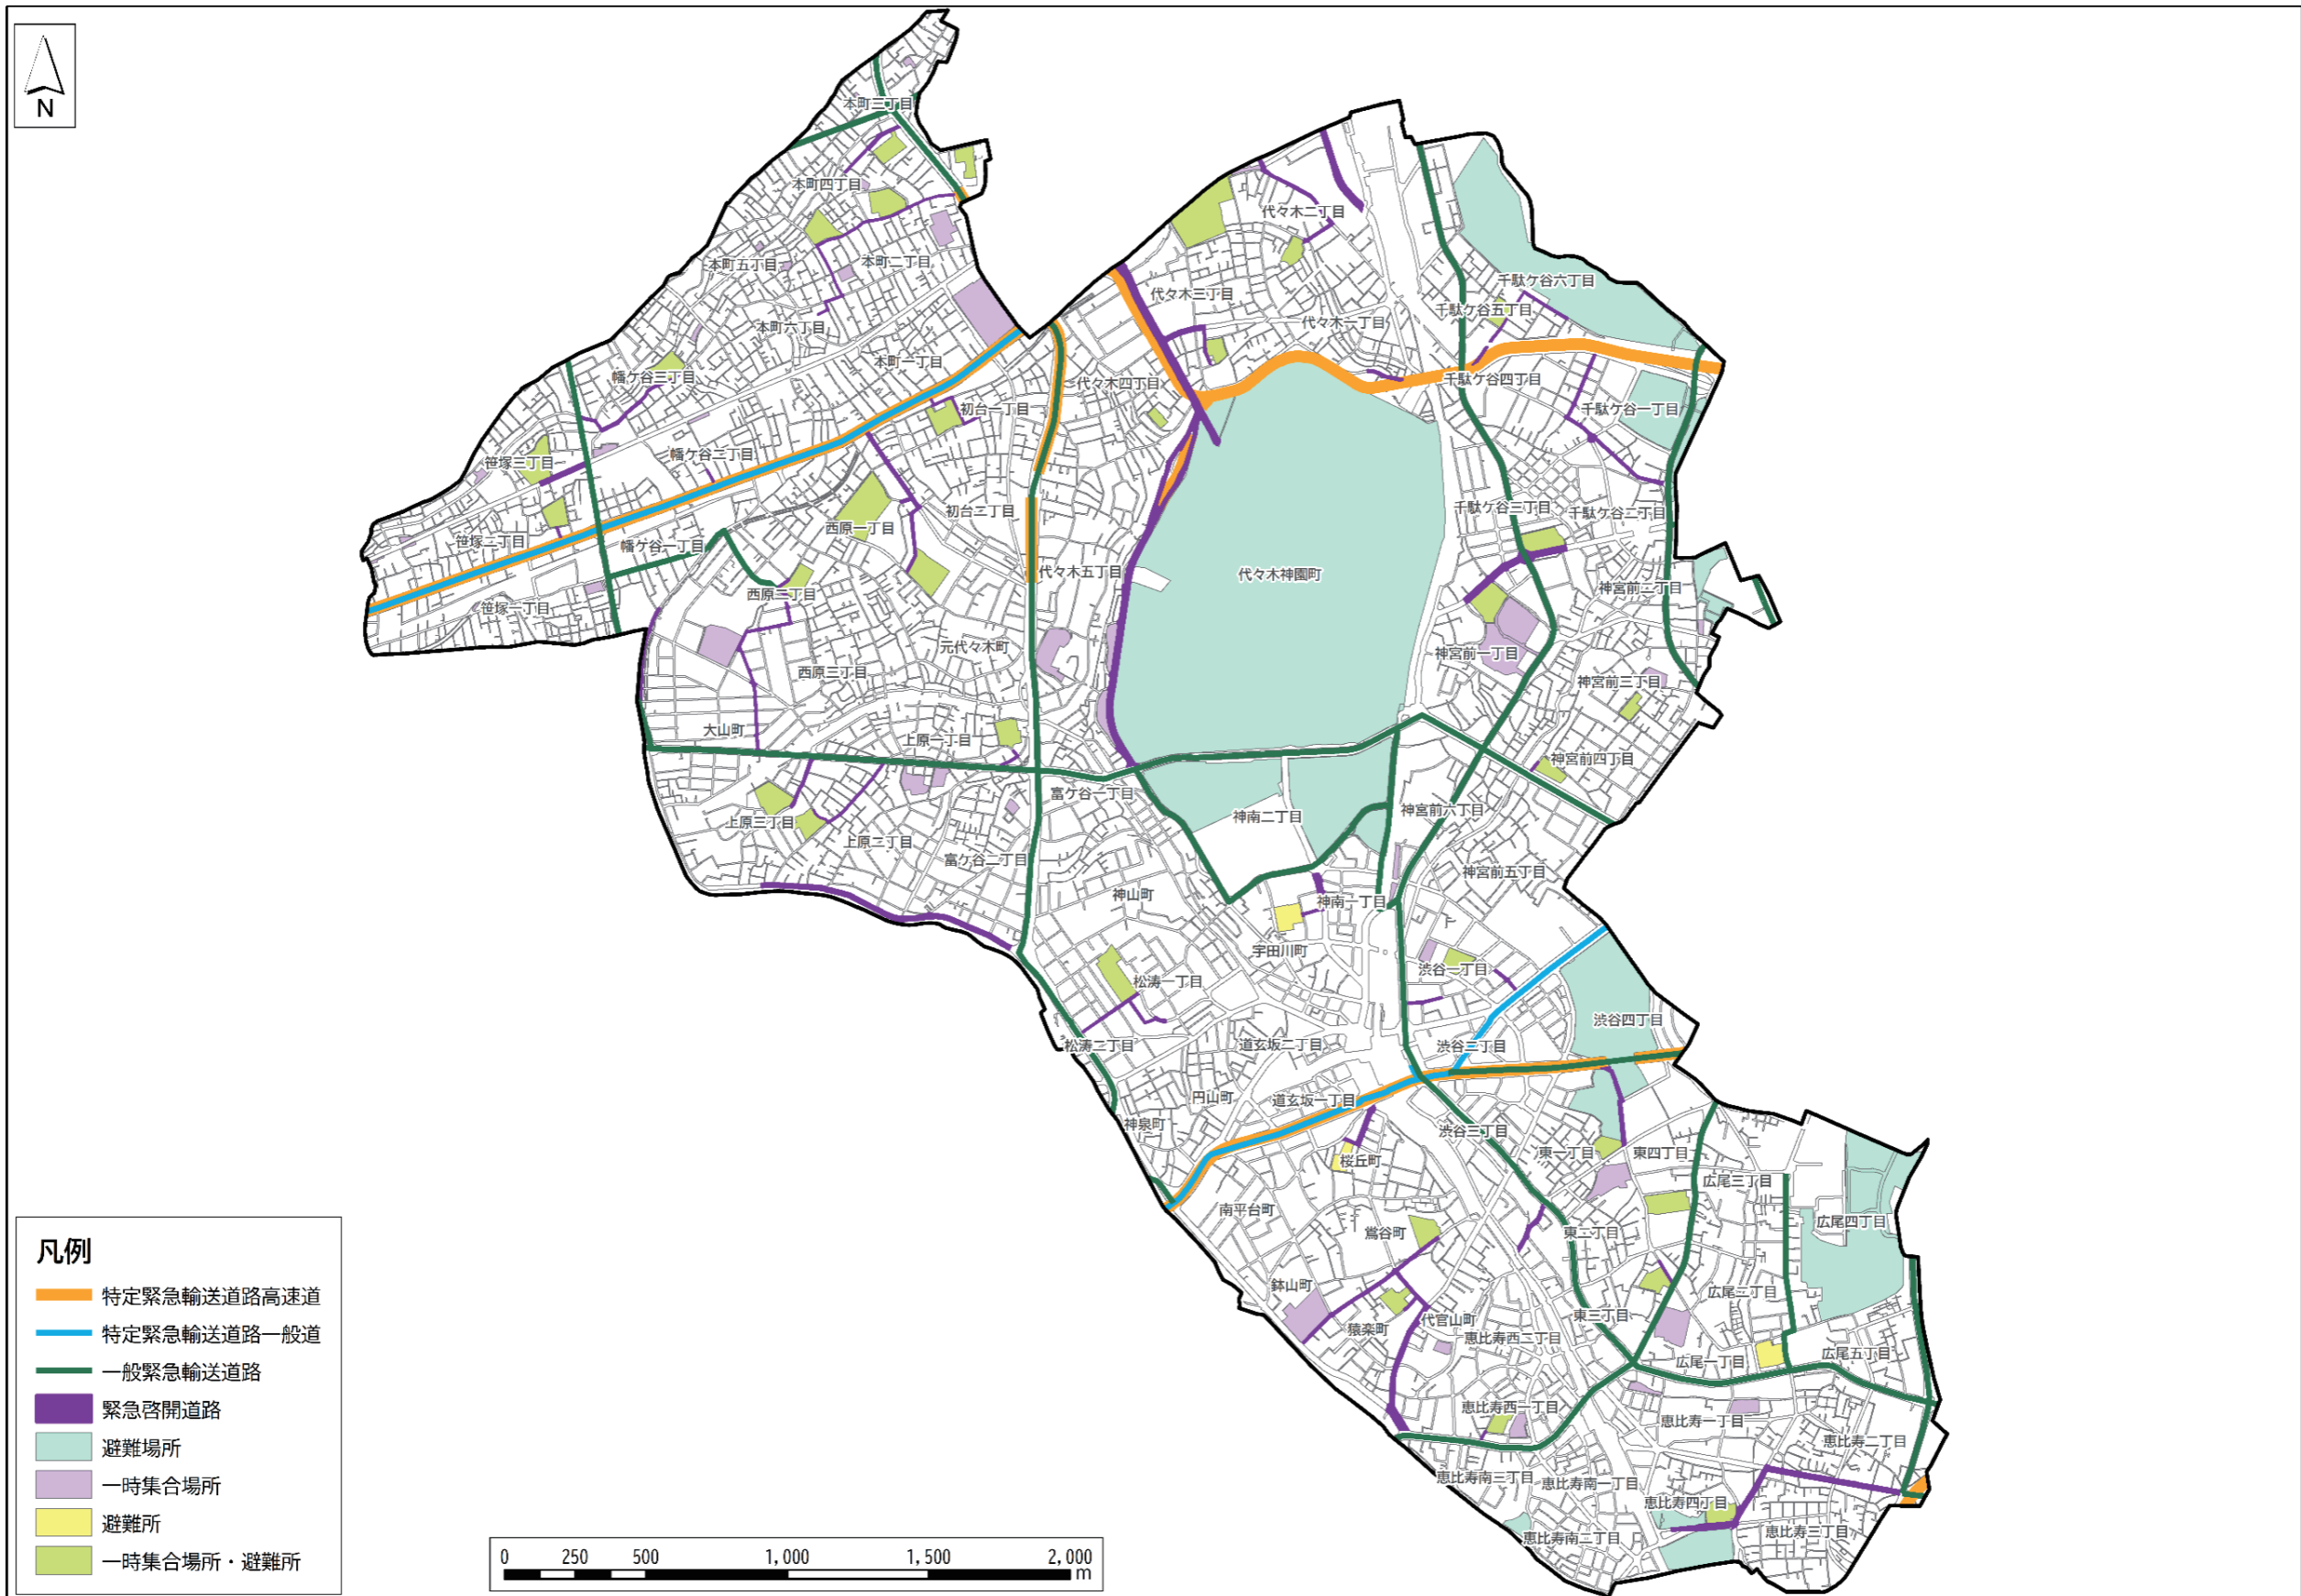 N
本町三丁目
本町四丁目
代々木二丁目
本町五丁目
本町二丁目
千駄ケ谷六丁目
代々木三丁目
千駄ケ谷五丁目
本町六丁目
代々木一丁目
本町一丁目
幡ケ谷三丁目
代々木四丁目
千駄ケ谷四丁目
初台一丁目
千駄ケ谷一丁目
幡ケ谷二丁目
笹塚三丁目
初台二丁目
千駄ケ谷三丁目
千駄ケ谷二丁目
西原一丁目
笹塚二丁目
幡ケ谷一丁目
代々木五丁目
代々木神園町
神宮前二丁目
西原二丁目
笹塚一丁目
元代々木町
神宮前一丁目
西原三丁目
神宮前三丁目
大山町
上原一丁目
神宮前四丁目
富ケ谷一丁目
神宮前六丁目
神南二丁目
上原三丁目
上原二丁目
富ケ谷二丁目
神宮前五丁目
神山町
神南一丁目
宇田川町
渋谷一丁目
松涛一丁目
渋谷四丁目
松涛二丁目
道玄坂二丁目
渋谷二丁目
円山町
道玄坂一丁目
神泉町
渋谷三丁目
東一丁目
東四丁目
桜丘町
広尾三丁目
南平台町
広尾四丁目
鴬谷町
東二丁目
鉢山町
広尾二丁目
東三丁目
代官山町
猿楽町
恵比寿西二丁目
広尾五丁目
広尾一丁目
恵比寿西一丁目
恵比寿一丁目
恵比寿二丁目
恵比寿南三丁目
恵比寿南一丁目
恵比寿四丁目
恵比寿三丁目
恵比寿南二丁目
凡例
特定緊急輸送道路高速道
特定緊急輸送道路一般道
一般緊急輸送道路
緊急啓開道路
避難場所
一時集合場所
避難所
一時集合場所・避難所
0 250 500 1,000 1,500 2,000
m